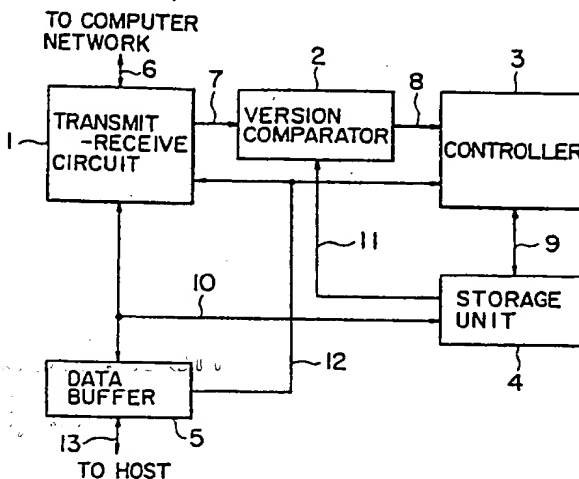 TO COMPUTER
NETWORK
6
2
3
7
8
1
TRANSMIT
-RECEIVE
CIRCUIT
VERSION
COMPARATOR
CONTROLLER
11
9
10
STORAGE
UNIT
12
4
DATA
BUFFER
5
13
TO HOST